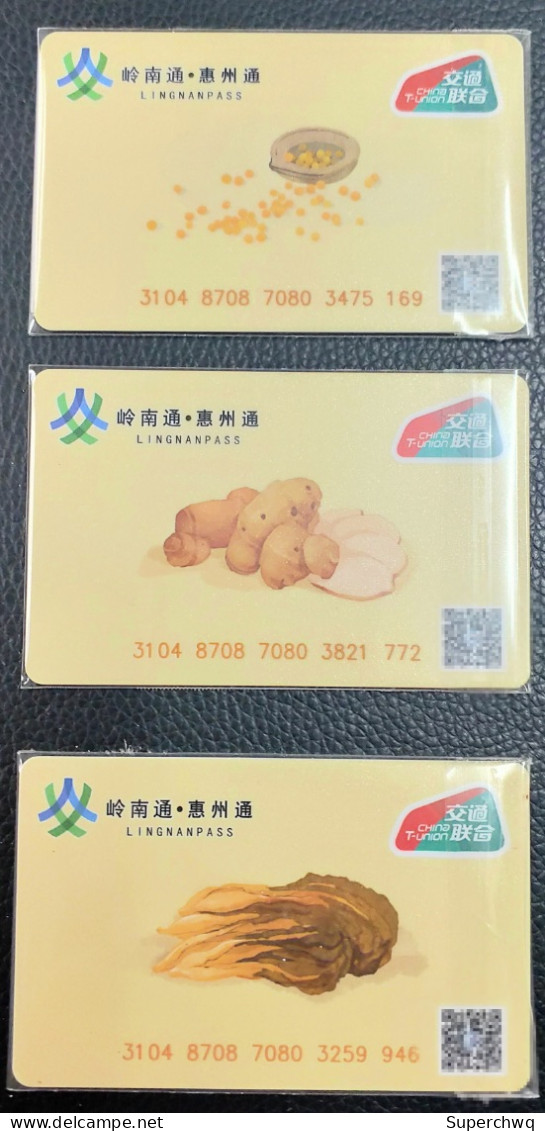 岭南通·惠州通
LINGNANPASS
交通
CHINA
T-UNION 联合
3104 8708 7080 3475 169
岭南通·惠州通
LINGNANPASS
交通
CHINA
T-UNION 联合
3104 8708 7080 3821 772
岭南通·惠州通
LINGNANPASS
交通
CHINA
T-UNION 联合
3104 8708 7080 3259 946
©delcampe.net
Superchwq